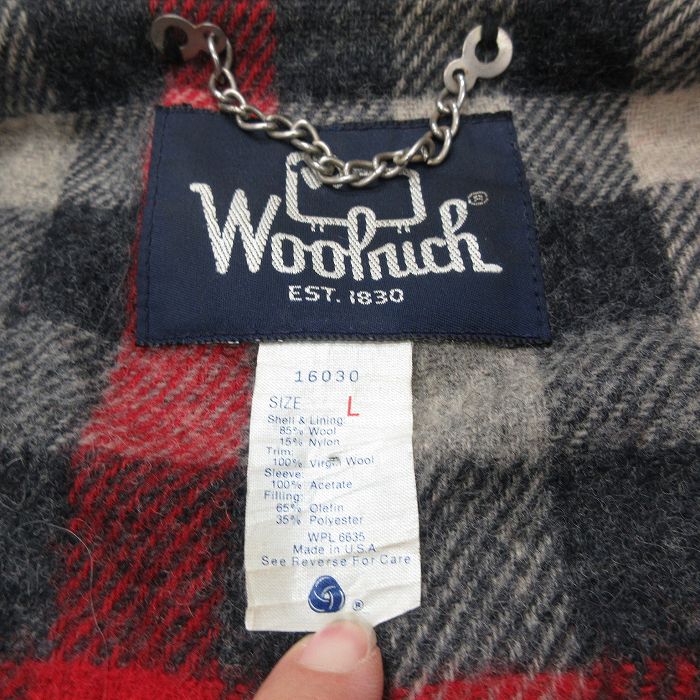 Woolrich®
EST. 1830
16030
SIZE L
Shell & Lining:
85% Wool
15% Nylon
Trim:
100% Virgin Wool
Sleeve:
100% Acetate
Filling:
65% Olefin
35% Polyester
WPL 6635
Made in U.S.A
See Reverse For Care
®